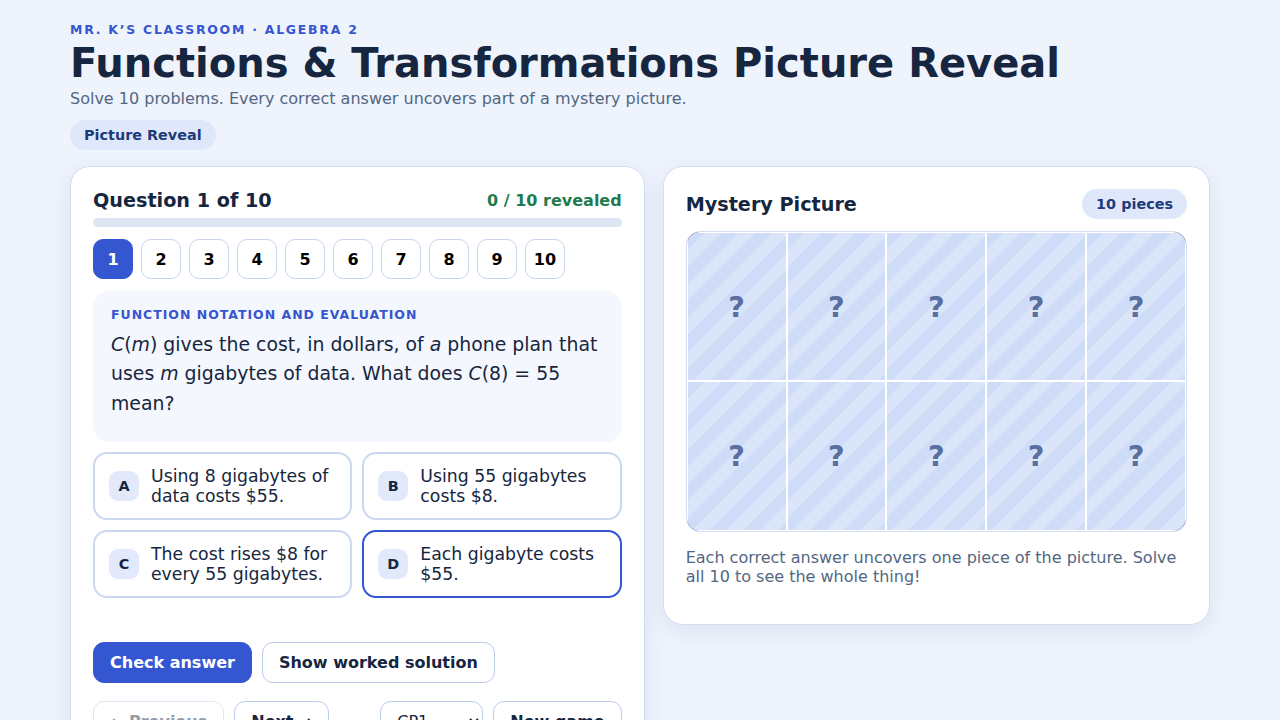 MR. K’S CLASSROOM · ALGEBRA 2
Functions & Transformations Picture Reveal
Solve 10 problems. Every correct answer uncovers part of a mystery picture.
Picture Reveal
Question 1 of 10
0 / 10 revealed
1 2 3 4 5 6 7 8 9 10
FUNCTION NOTATION AND EVALUATION
C(m) gives the cost, in dollars, of a phone plan that
uses m gigabytes of data. What does C(8) = 55
mean?
A Using 8 gigabytes of
data costs $55.
B Using 55 gigabytes
costs $8.
C The cost rises $8 for
every 55 gigabytes.
D Each gigabyte costs
$55.
Check answer
Show worked solution
Previous
Next
CP1
New game
Mystery Picture
10 pieces
? ? ? ? ?
? ? ? ? ?
Each correct answer uncovers one piece of the picture. Solve
all 10 to see the whole thing!